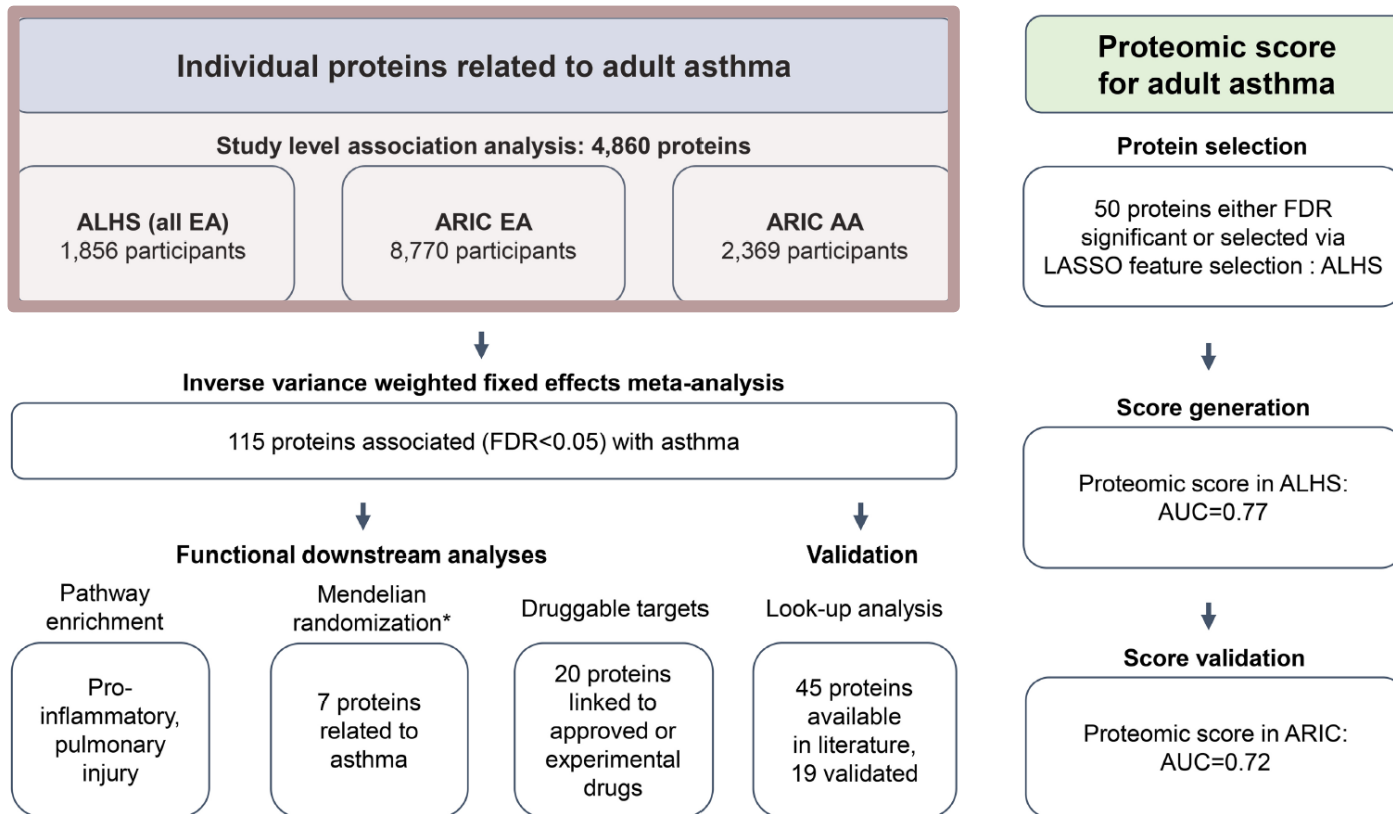 Individual proteins related to adult asthma
Study level association analysis: 4,860 proteins
ALHS (all EA)
1,856 participants
ARIC EA
8,770 participants
ARIC AA
2,369 participants
Inverse variance weighted fixed effects meta-analysis
115 proteins associated (FDR<0.05) with asthma
Functional downstream analyses
Pathway
enrichment
Pro-
inflammatory,
pulmonary
injury
Mendelian
randomization*
7 proteins
related to
asthma
Druggable targets
20 proteins
linked to
approved or
experimental
drugs
Validation
Look-up analysis
45 proteins
available
in literature,
19 validated
Proteomic score
for adult asthma
Protein selection
50 proteins either FDR
significant or selected via
LASSO feature selection : ALHS
Score generation
Proteomic score in ALHS:
AUC=0.77
Score validation
Proteomic score in ARIC:
AUC=0.72